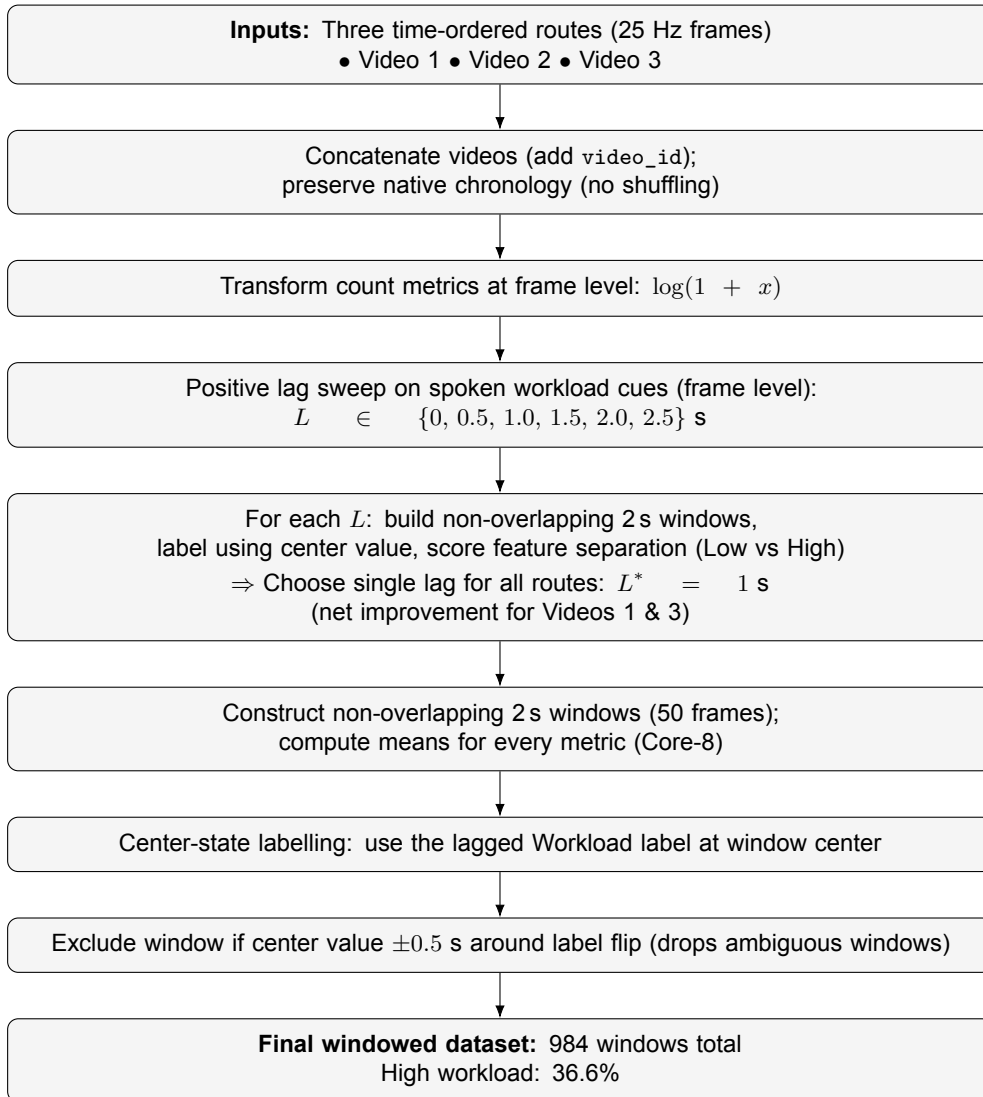 Inputs: Three time-ordered routes (25 Hz frames)
• Video 1 • Video 2 • Video 3
Concatenate videos (add video_id);
preserve native chronology (no shuffling)
Transform count metrics at frame level: log(1 + x)
Positive lag sweep on spoken workload cues (frame level):
L ∈ {0, 0.5, 1.0, 1.5, 2.0, 2.5} s
For each L: build non-overlapping 2 s windows,
label using center value, score feature separation (Low vs High)
⇒ Choose single lag for all routes: L* = 1 s
(net improvement for Videos 1 & 3)
Construct non-overlapping 2 s windows (50 frames);
compute means for every metric (Core-8)
Center-state labelling: use the lagged Workload label at window center
Exclude window if center value ±0.5 s around label flip (drops ambiguous windows)
Final windowed dataset: 984 windows total
High workload: 36.6%